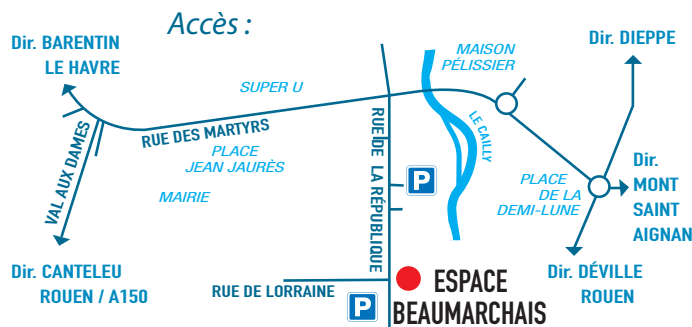 Accès :
Dir. BARENTIN
LE HAVRE
MAISON
PÉLISSIER
Dir. DIEPPE
SUPER U
RUE DES MARTYRS
PLACE
JEAN JAURÈS
MAIRIE
VAL AUX DAMES
RUE DE LA RÉPUBLIQUE
P
LE CAILLY
PLACE
DE LA
DEMI-LUNE
Dir.
MONT
SAINT
AIGNAN
Dir. CANTELEU
ROUEN / A150
RUE DE LORRAINE
P
ESPACE
BEAUMARCHAIS
Dir. DÉVILLE
ROUEN